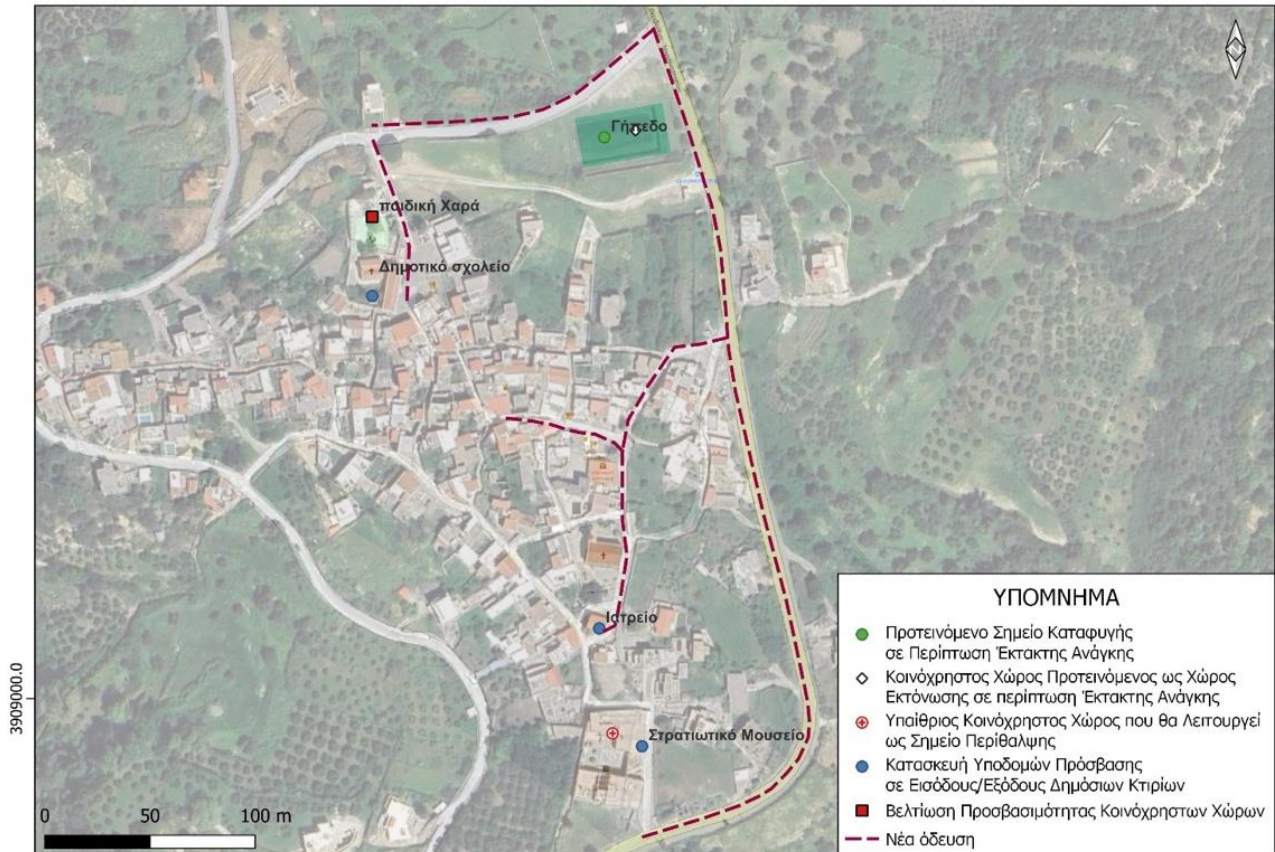 Γήπεδο
παιδική Χαρά
Δημοτικό σχολείο
Ιατρείο
Στρατιωτικό Μουσείο
3909000.0
0 50 100 m
ΥΠΟΜΝΗΜΑ
Προτεινόμενο Σημείο Καταφυγής
σε Περίπτωση Έκτακτης Ανάγκης
Κοινόχρηστος Χώρος Προτεινόμενος ως Χώρος
Εκτόνωσης σε περίπτωση Έκτακτης Ανάγκης
Υπαίθριος Κοινόχρηστος Χώρος που θα Λειτουργεί
ως Σημείο Περίθαλψης
Κατασκευή Υποδομών Πρόσβασης
σε Εισόδους/Εξόδους Δημόσιων Κτιρίων
Βελτίωση Προσβασιμότητας Κοινόχρηστων Χώρων
Νέα όδευση